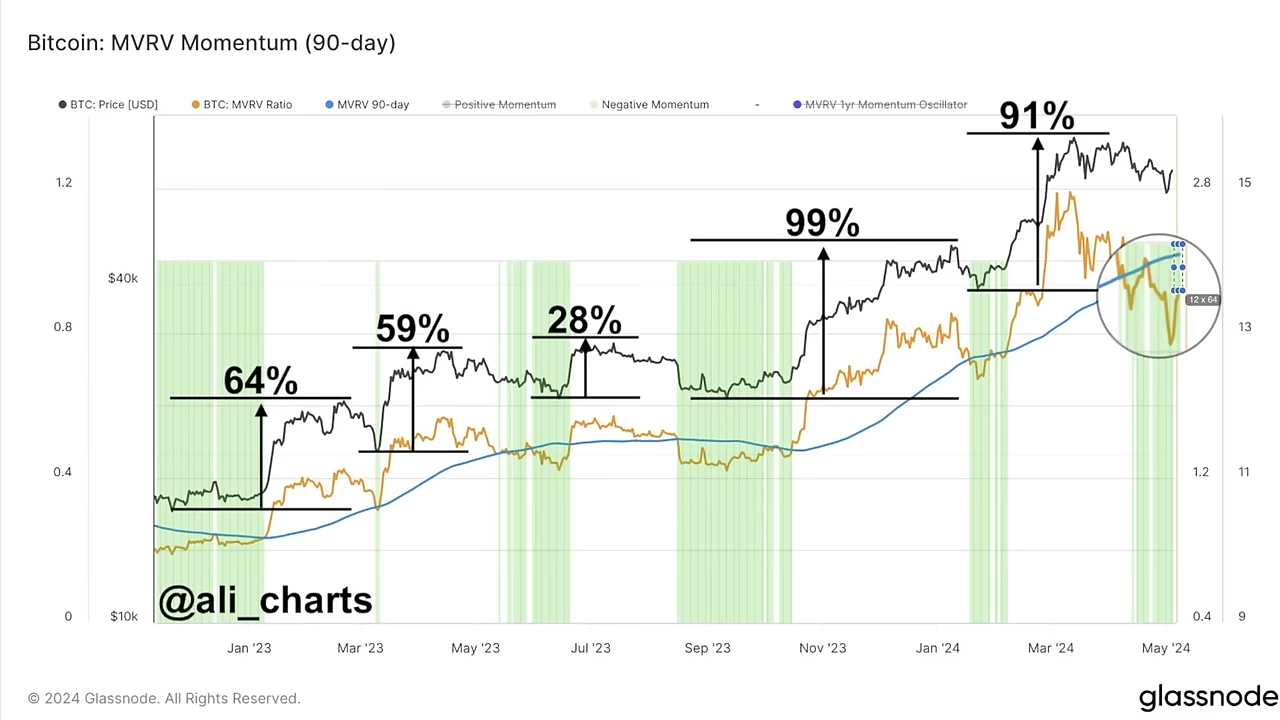 Bitcoin: MVRV Momentum (90-day)
BTC: Price [USD] BTC: MVRV Ratio MVRV 90-day Positive Momentum Negative Momentum - MVRV 1yr Momentum Oscillator
91%
1.2 2.8 15
99%
$40k
12 x 64
59% 28%
0.8 13
64%
0.4 1.2 11
@ali_charts
0 $10k 0.4 9
Jan '23 Mar '23 May '23 Jul '23 Sep '23 Nov '23 Jan '24 Mar '24 May '24
© 2024 Glassnode. All Rights Reserved.
glassnode